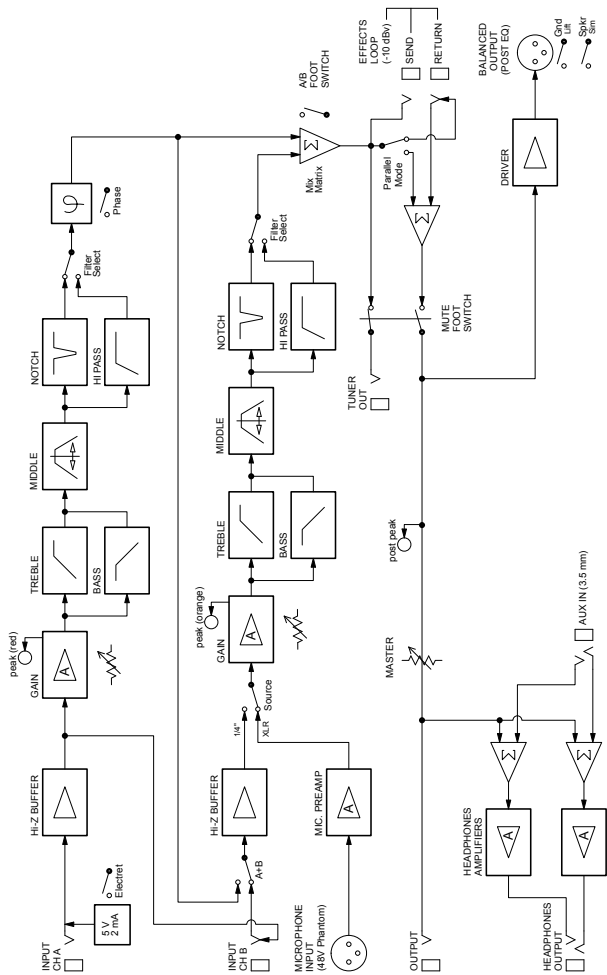 INPUT
CH A
5 V
2 mA
Electret
Hi-Z BUFFER
GAIN
A
peak (red)
TREBLE
BASS
MIDDLE
NOTCH
HI PASS
Filter
Select
φ
Phase
INPUT
CH B
A+B
Hi-Z BUFFER
1/4"
XLR
Source
MICROPHONE
INPUT
(48V Phantom)
MIC. PREAMP
A
GAIN
A
peak (orange)
TREBLE
BASS
MIDDLE
NOTCH
HI PASS
Filter
Select
Σ
Mix
Matrix
A/B
FOOT
SWITCH
EFFECTS
LOOP
(-10 dBv)
SEND
RETURN
Parallel
Mode
Σ
MUTE
FOOT
SWITCH
TUNER
OUT
post peak
MASTER
OUTPUT
DRIVER
BALANCED
OUTPUT
(POST EQ)
Gnd
Lift
Spkr
Sim
AUX IN (3.5 mm)
Σ
Σ
HEADPHONES
AMPLIFIERS
A
A
HEADPHONES
OUTPUT